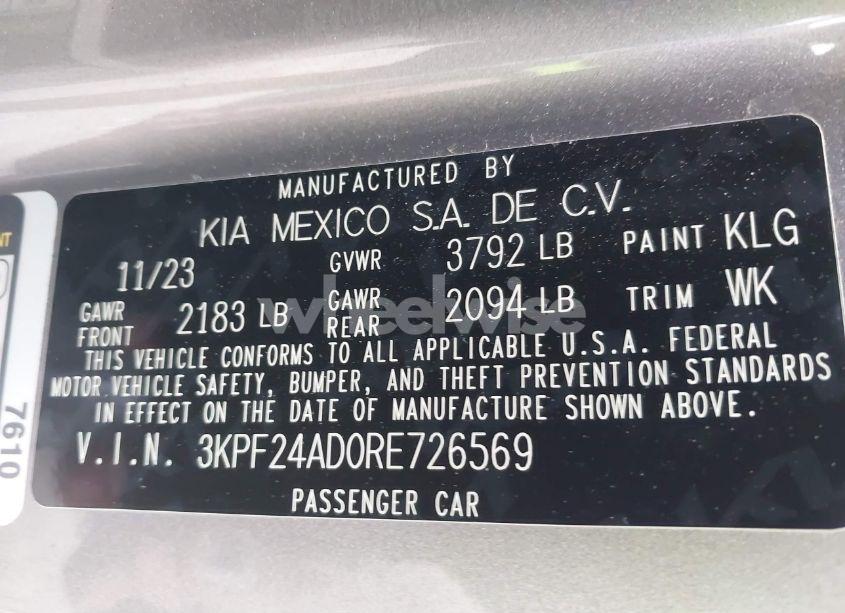 MANUFACTURED BY
KIA MEXICO S.A. DE C.V.
11/23 GVWR 3792 LB PAINT KLG
GAWR FRONT 2183 LB GAWR REAR 2094 LB TRIM WK
THIS VEHICLE CONFORMS TO ALL APPLICABLE U.S.A. FEDERAL
MOTOR VEHICLE SAFETY, BUMPER, AND THEFT PREVENTION STANDARDS
IN EFFECT ON THE DATE OF MANUFACTURE SHOWN ABOVE.
V.I.N. 3KPF24AD0RE726569
PASSENGER CAR
7610
wheelwise